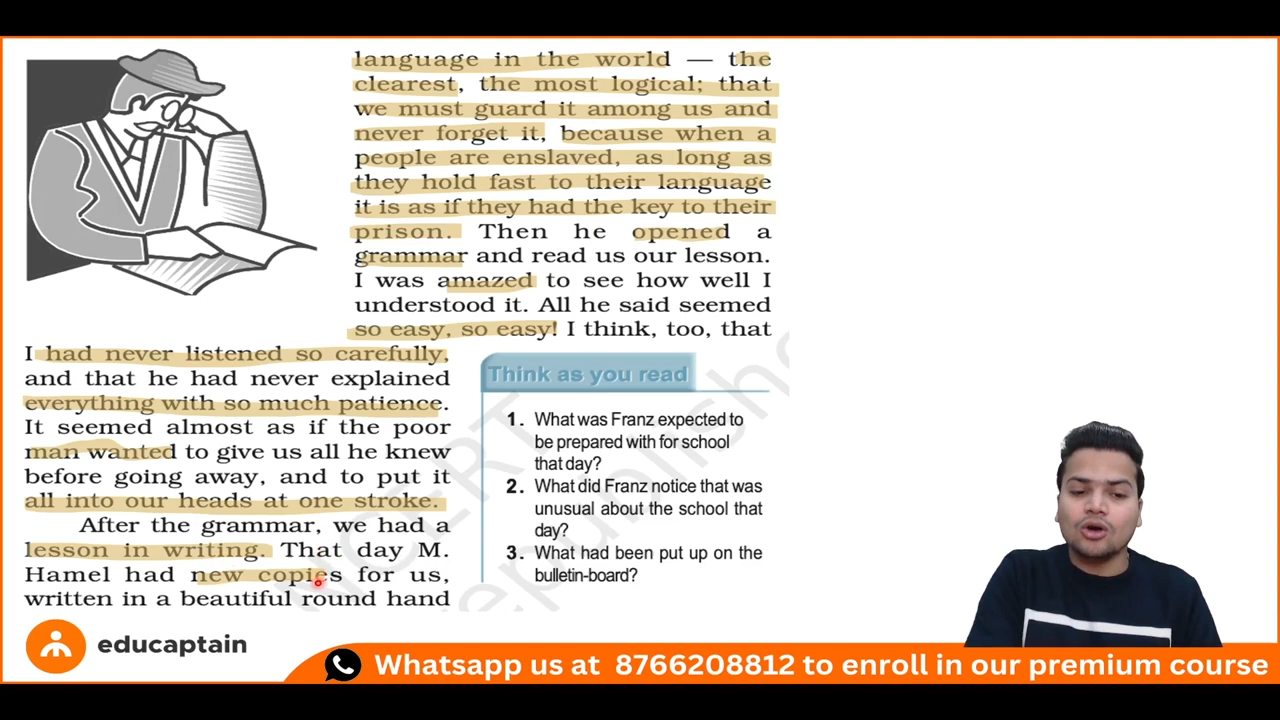 language in the world — the
clearest, the most logical; that
we must guard it among us and
never forget it, because when a
people are enslaved, as long as
they hold fast to their language
it is as if they had the key to their
prison. Then he opened a
grammar and read us our lesson.
I was amazed to see how well I
understood it. All he said seemed
so easy, so easy! I think, too, that
I had never listened so carefully,
and that he had never explained
everything with so much patience.
It seemed almost as if the poor
man wanted to give us all he knew
before going away, and to put it
all into our heads at one stroke.
After the grammar, we had a
lesson in writing. That day M.
Hamel had new copies for us,
written in a beautiful round hand
Think as you read
1. What was Franz expected to
be prepared with for school
that day?
2. What did Franz notice that was
unusual about the school that
day?
3. What had been put up on the
bulletin-board?
NCERT
educaptain
Whatsapp us at 8766208812 to enroll in our premium course